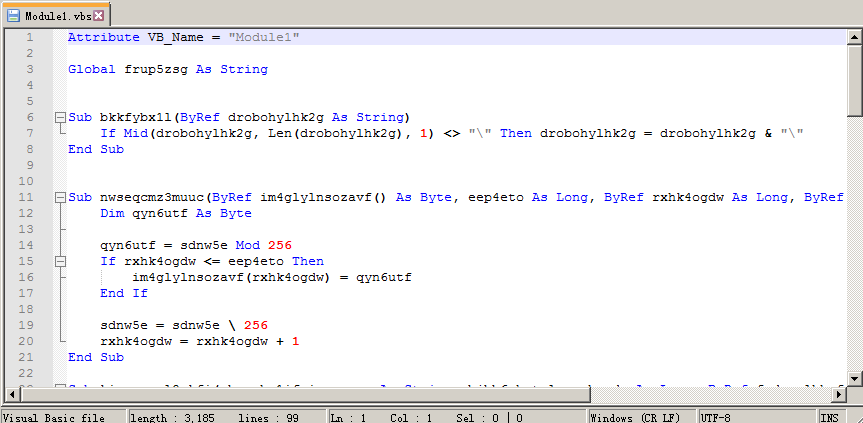 Module1.vbs
1 Attribute VB_Name = "Module1"
2
3 Global frup5zsg As String
4
5
6 Sub bkkfybx1l(ByRef drobohylhk2g As String)
7 If Mid(drobohylhk2g, Len(drobohylhk2g), 1) <> "\" Then drobohylhk2g = drobohylhk2g & "\"
8 End Sub
9
10
11 Sub nwseqcmz3muuc(ByRef im4glylnsozavf() As Byte, eep4eto As Long, ByRef rxhk4ogdw As Long, ByRef
12 Dim qyn6utf As Byte
13
14 qyn6utf = sdnw5e Mod 256
15 If rxhk4ogdw <= eep4eto Then
16 im4glylnsozavf(rxhk4ogdw) = qyn6utf
17 End If
18
19 sdnw5e = sdnw5e \ 256
20 rxhk4ogdw = rxhk4ogdw + 1
21 End Sub
22
Visual Basic file length : 3,185 lines : 99 Ln : 1 Col : 1 Sel : 0 | 0 Windows (CR LF) UTF-8 INS